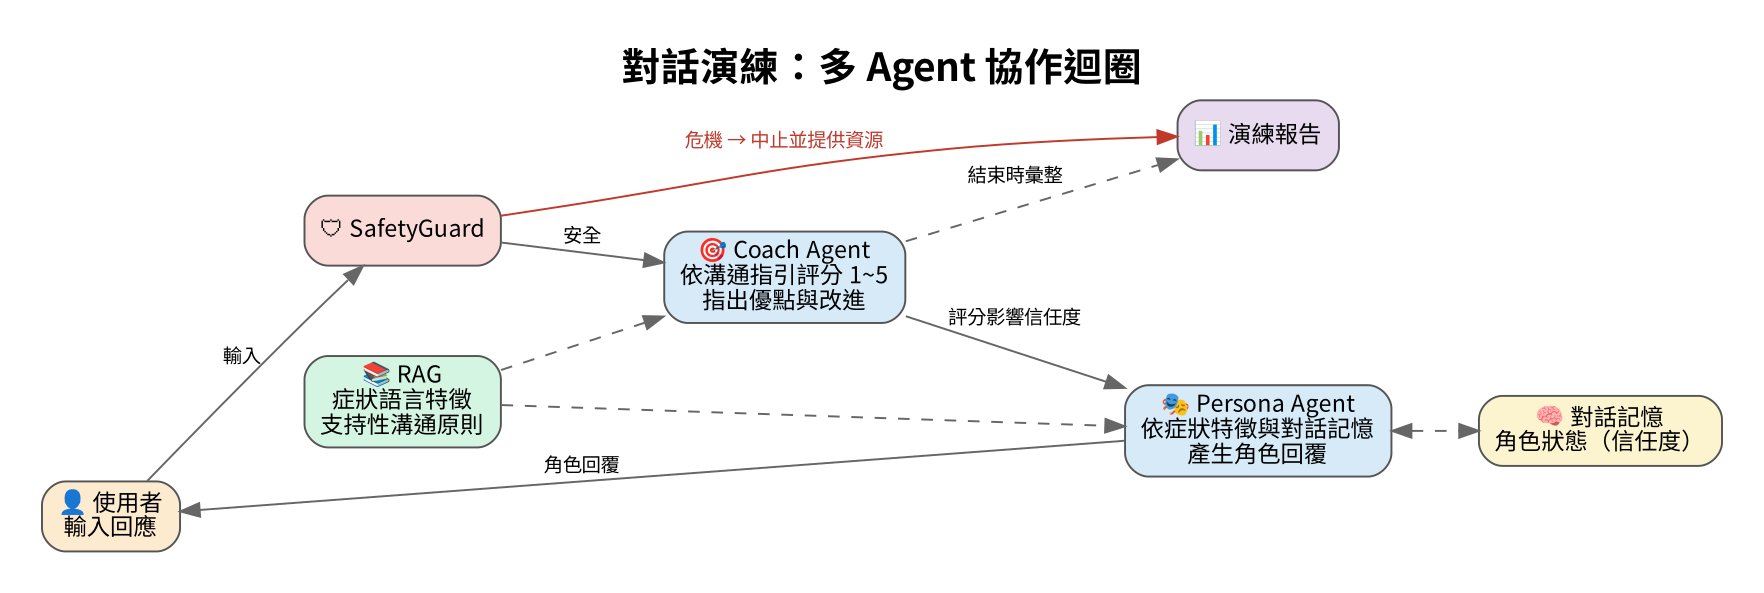 對話演練：多 Agent 協作迴圈
危機 → 中止並提供資源
📊 演練報告
結束時彙整
🛡 SafetyGuard
安全
🎯 Coach Agent
依溝通指引評分 1~5
指出優點與改進
評分影響信任度
輸入
📚 RAG
症狀語言特徵
支持性溝通原則
🎭 Persona Agent
依症狀特徵與對話記憶
產生角色回覆
🧠 對話記憶
角色狀態（信任度）
角色回覆
👤 使用者
輸入回應